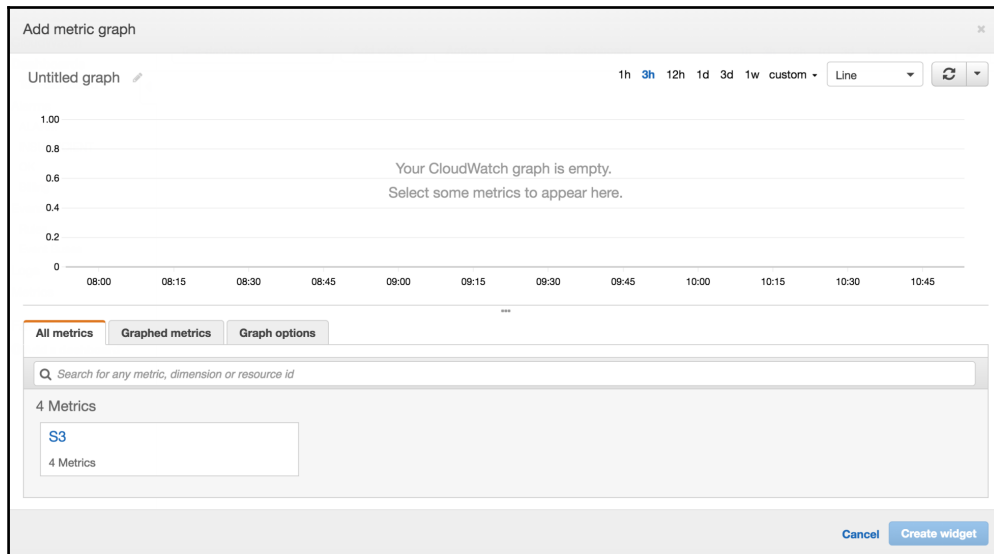 Add metric graph
Untitled graph
1h 3h 12h 1d 3d 1w custom Line
1.00
0.8
0.6
0.4
0.2
0
Your CloudWatch graph is empty.
Select some metrics to appear here.
08:00 08:15 08:30 08:45 09:00 09:15 09:30 09:45 10:00 10:15 10:30 10:45
All metrics Graphed metrics Graph options
Search for any metric, dimension or resource id
4 Metrics
S3
4 Metrics
Cancel Create widget